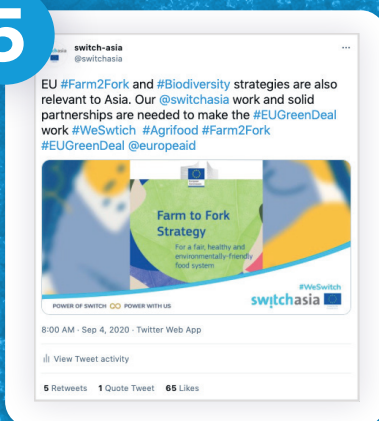 5
switch-asia
@switchasia
EU #Farm2Fork and #Biodiversity strategies are also
relevant to Asia. Our @switchasia work and solid
partnerships are needed to make the #EUGreenDeal
work #WeSwtich #Agrifood #Farm2Fork
#EUGreenDeal @europeaid
Farm to Fork
Strategy
For a fair, healthy and
environmentally-friendly
food system
#WeSwitch
POWER OF SWITCH POWER WITH US
switchasia
8:00 AM · Sep 4, 2020 · Twitter Web App
View Tweet activity
5 Retweets 1 Quote Tweet 65 Likes